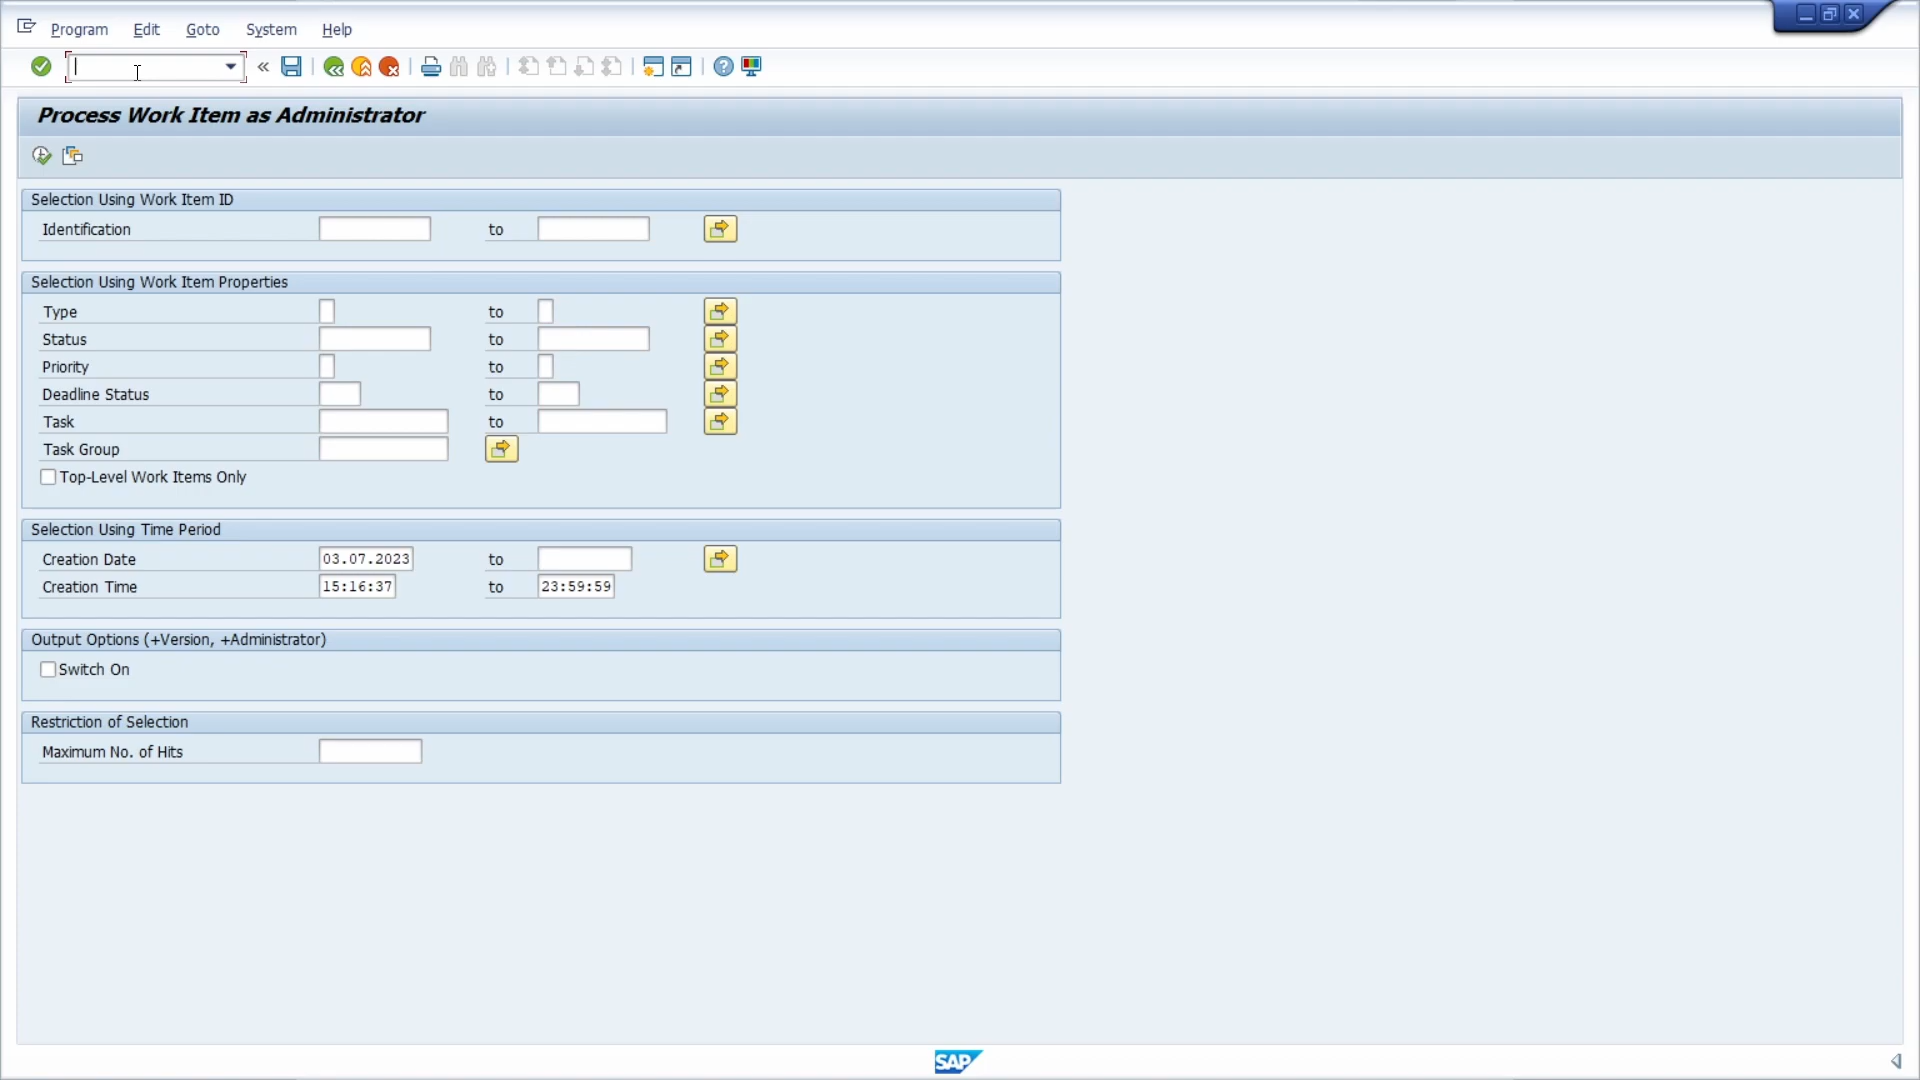 Program Edit Goto System Help
Process Work Item as Administrator
Selection Using Work Item ID
Identification to
Selection Using Work Item Properties
Type to
Status to
Priority to
Deadline Status to
Task to
Task Group
Top-Level Work Items Only
Selection Using Time Period
Creation Date 03.07.2023 to
Creation Time 15:16:37 to 23:59:59
Output Options (+Version, +Administrator)
Switch On
Restriction of Selection
Maximum No. of Hits
SAP